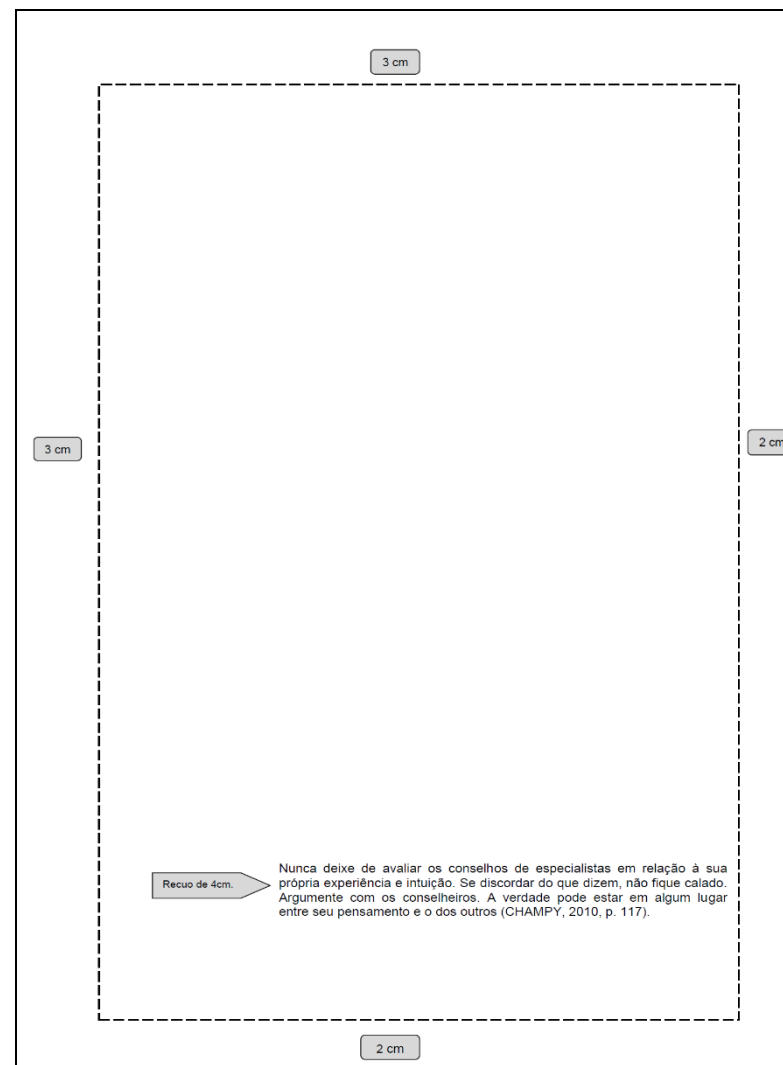 3 cm
3 cm
2 cm
Recuo de 4cm.
Nunca deixe de avaliar os conselhos de especialistas em relação à sua
própria experiência e intuição. Se discordar do que dizem, não fique calado.
Argumente com os conselheiros. A verdade pode estar em algum lugar
entre seu pensamento e o dos outros (CHAMPY, 2010, p. 117).
2 cm